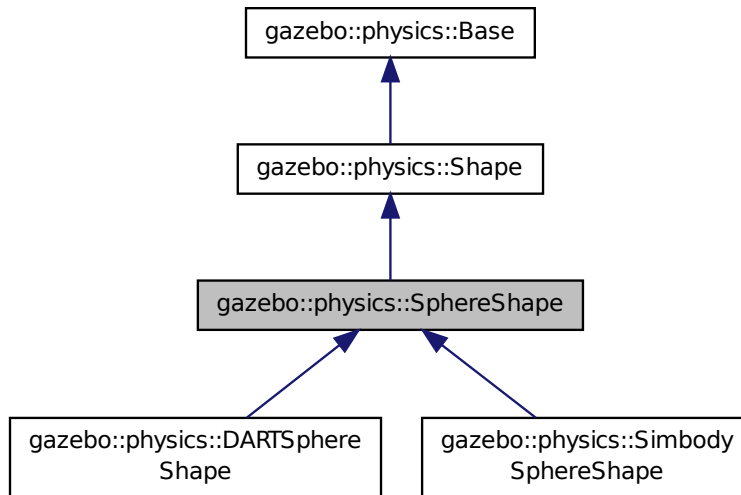 gazebo::physics::Base
gazebo::physics::Shape
gazebo::physics::SphereShape
gazebo::physics::DARTSphere
Shape
gazebo::physics::Simbody
SphereShape